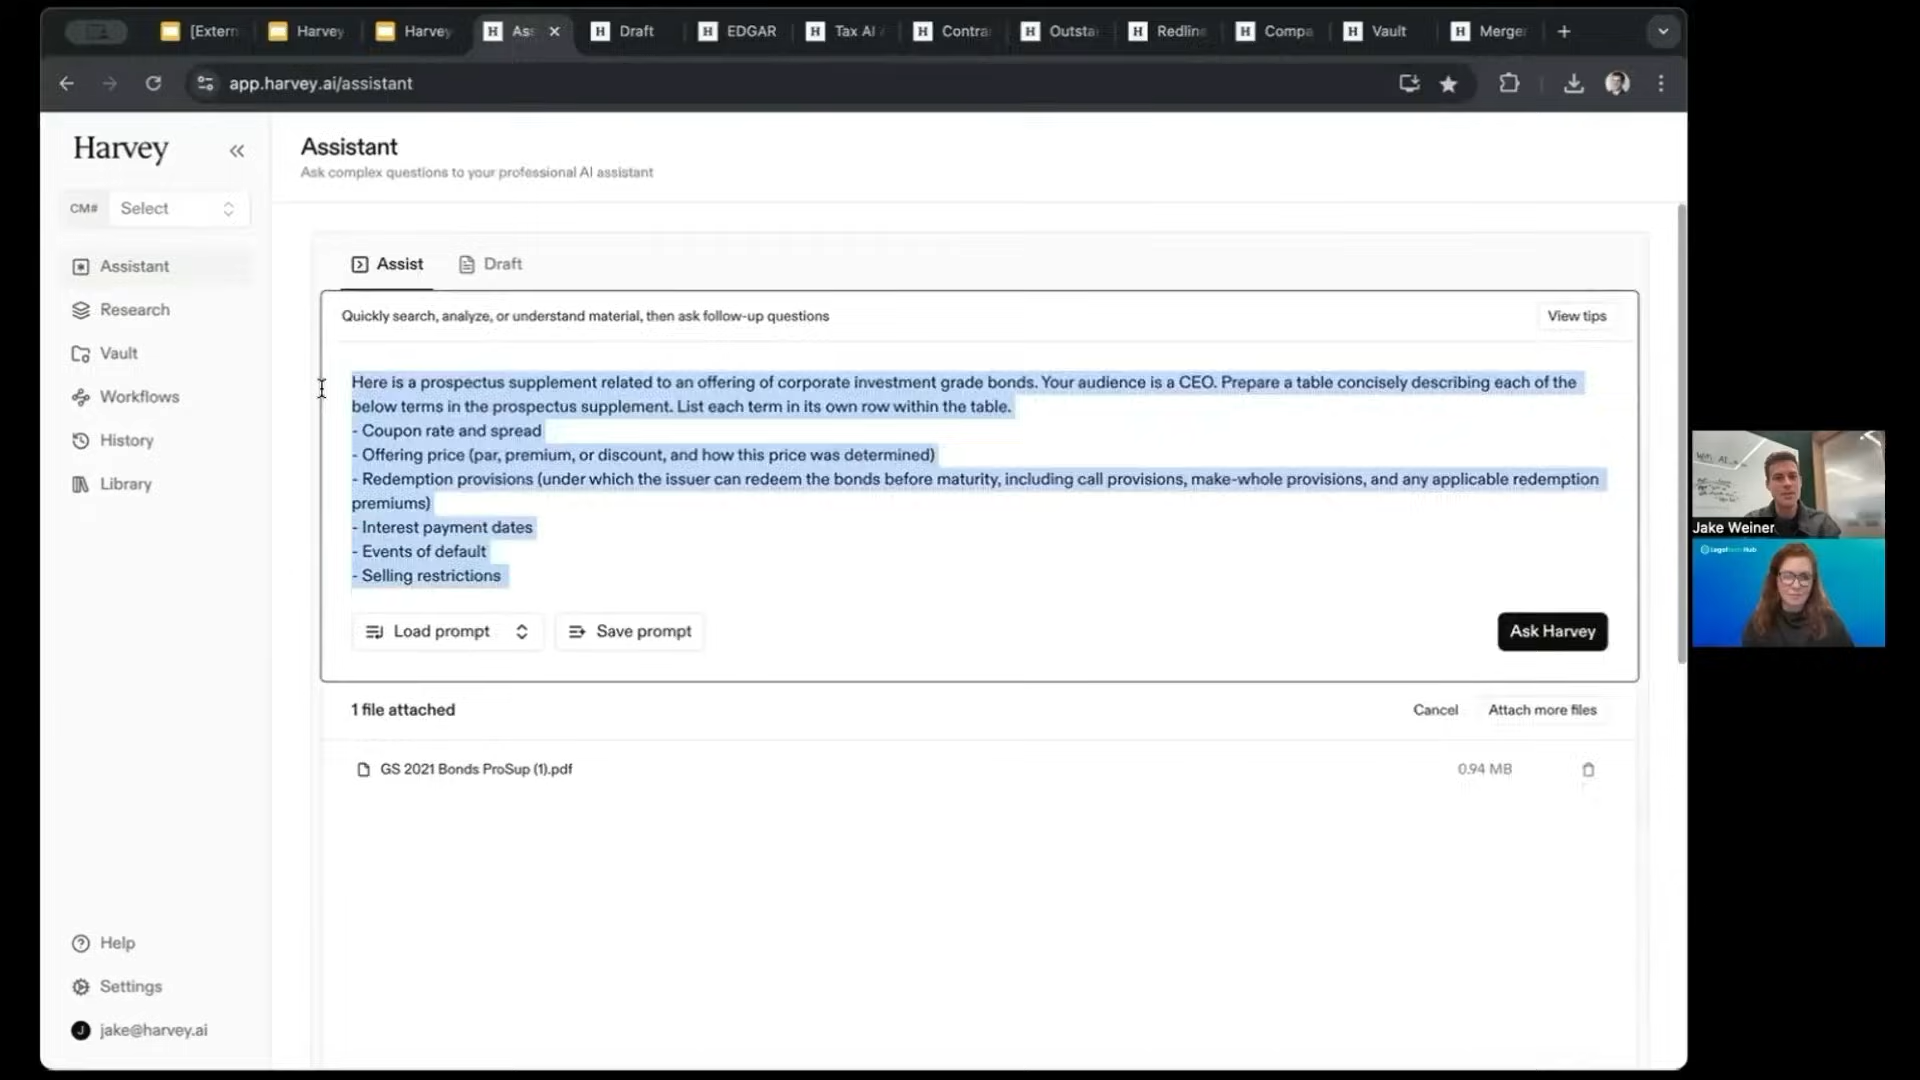 [Extern
Harvey
Harvey
Ass
Draft
EDGAR
Tax AI
Contra
Outsta
Redline
Compa
Vault
Merge
app.harvey.ai/assistant
Harvey
CM# Select
Assistant
Research
Vault
Workflows
History
Library
Help
Settings
J jake@harvey.ai
Assistant
Ask complex questions to your professional AI assistant
Assist Draft
Quickly search, analyze, or understand material, then ask follow-up questions View tips
Here is a prospectus supplement related to an offering of corporate investment grade bonds. Your audience is a CEO. Prepare a table concisely describing each of the
below terms in the prospectus supplement. List each term in its own row within the table.
- Coupon rate and spread
- Offering price (par, premium, or discount, and how this price was determined)
- Redemption provisions (under which the issuer can redeem the bonds before maturity, including call provisions, make-whole provisions, and any applicable redemption
premiums)
- Interest payment dates
- Events of default
- Selling restrictions
Load prompt Save prompt Ask Harvey
1 file attached Cancel Attach more files
GS 2021 Bonds ProSup (1).pdf 0.94 MB
Jake Weiner
Legaltech Hub